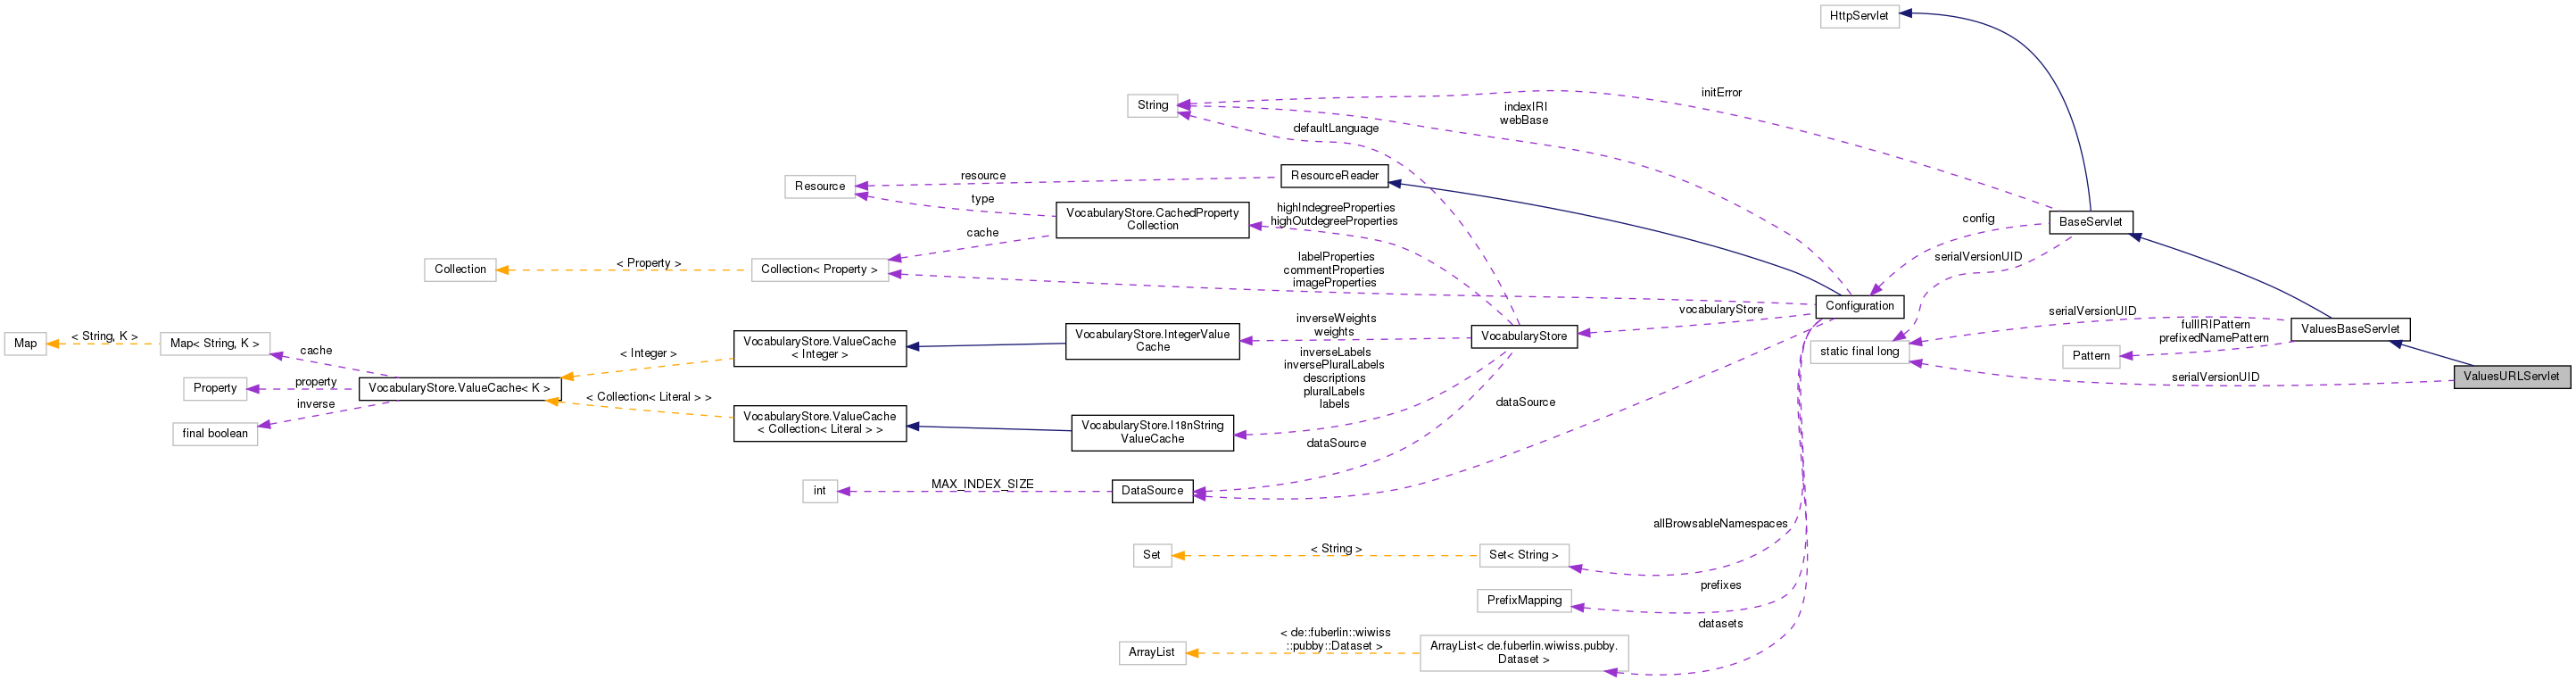 HttpServlet
initError
String
indexIRI
webBase
defaultLanguage
resource
ResourceReader
Resource
type
VocabularyStore.CachedProperty
Collection
highIndegreeProperties
highOutdegreeProperties
config
BaseServlet
cache
serialVersionUID
Collection
< Property >
Collection< Property >
labelProperties
commentProperties
imageProperties
Configuration
vocabularyStore
serialVersionUID
Map
< String, K >
Map< String, K >
cache
< Integer >
VocabularyStore.ValueCache
< Integer >
VocabularyStore.IntegerValue
Cache
inverseWeights
weights
VocabularyStore
static final long
fullIRIPattern
prefixedNamePattern
Pattern
ValuesBaseServlet
serialVersionUID
ValuesURLServlet
Property
property
VocabularyStore.ValueCache< K >
inverse
final boolean
< Collection< Literal > >
VocabularyStore.ValueCache
< Collection< Literal > >
VocabularyStore.I18nString
ValueCache
inverseLabels
inversePluralLabels
descriptions
pluralLabels
labels
dataSource
dataSource
int
MAX_INDEX_SIZE
DataSource
allBrowsableNamespaces
Set
< String >
Set< String >
prefixes
PrefixMapping
datasets
ArrayList
< de::fuberlin::wiwiss
::pubby::Dataset >
ArrayList< de.fuberlin.wiwiss.pubby.
Dataset >